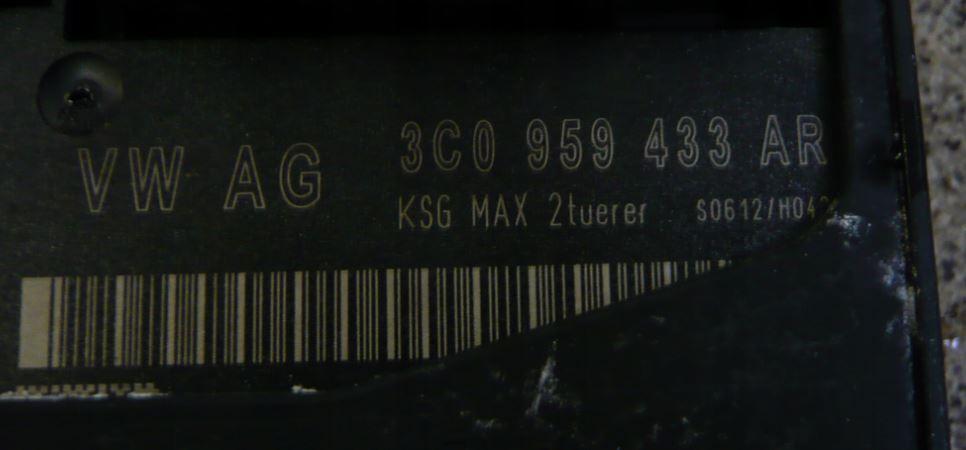 VW AG
3C0 959 433 AR
KSG MAX 2tuerer